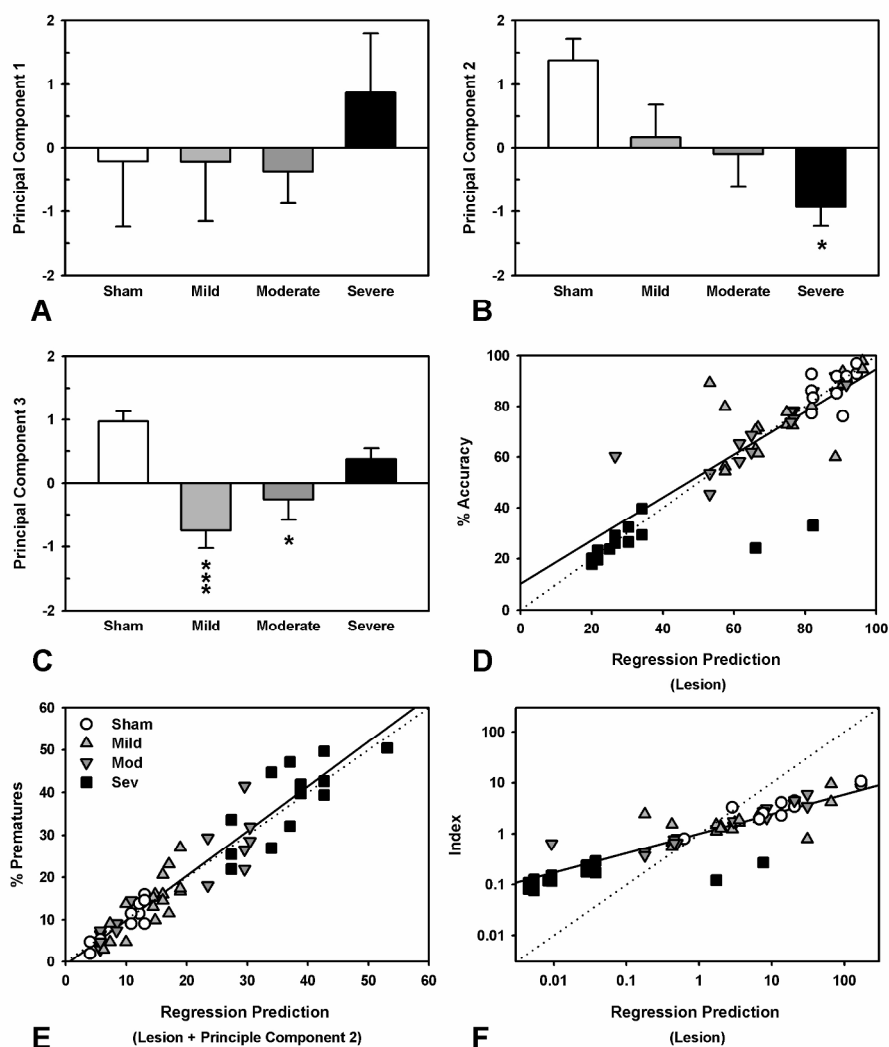 2
1
0
-1
-2
Principal Component 1
Sham Mild Moderate Severe
A
2
1
0
-1
-2
Principal Component 2
*
Sham Mild Moderate Severe
B
2
1
0
-1
-2
Principal Component 3
***
*
Sham Mild Moderate Severe
C
100
80
60
40
20
0
% Accuracy
0 20 40 60 80 100
Regression Prediction
(Lesion)
D
60
50
40
30
20
10
0
% Prematures
Sham
Mild
Mod
Sev
0 10 20 30 40 50 60
Regression Prediction
(Lesion + Principle Component 2)
E
100
10
1
0.1
0.01
Index
0.01 0.1 1 10 100
Regression Prediction
(Lesion)
F